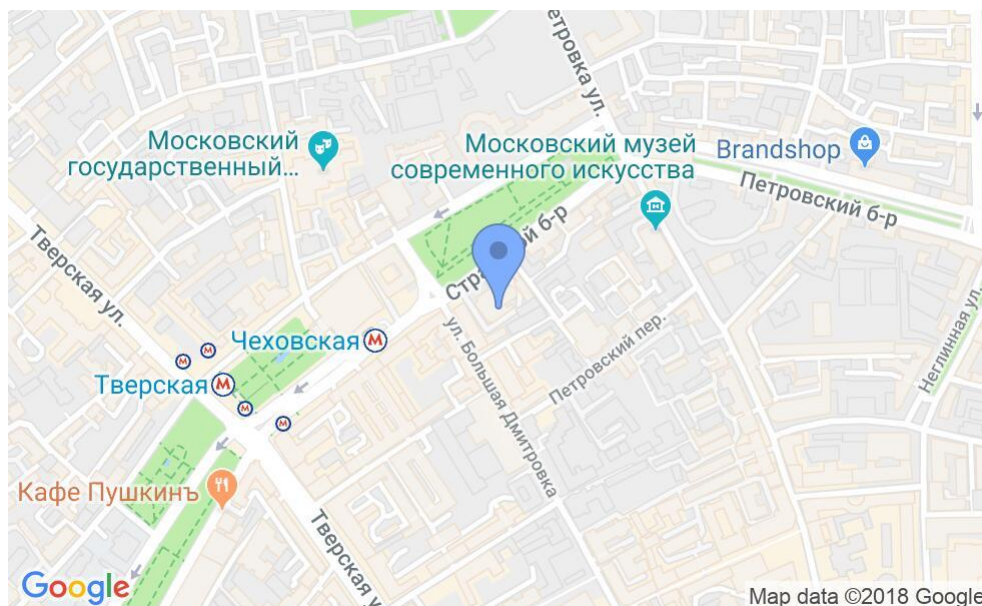 Петровка ул.
Московский
государственный...
Московский музей
современного искусства
Brandshop
Петровский б-р
Тверская ул.
б-р
Чеховская
М
Тверская
М
М
М
М
М
ул. Большая Дмитровка
Петровский пер.
Неглинная ул.
Кафе Пушкинъ
Тверская ул.
Google
Map data ©2018 Google